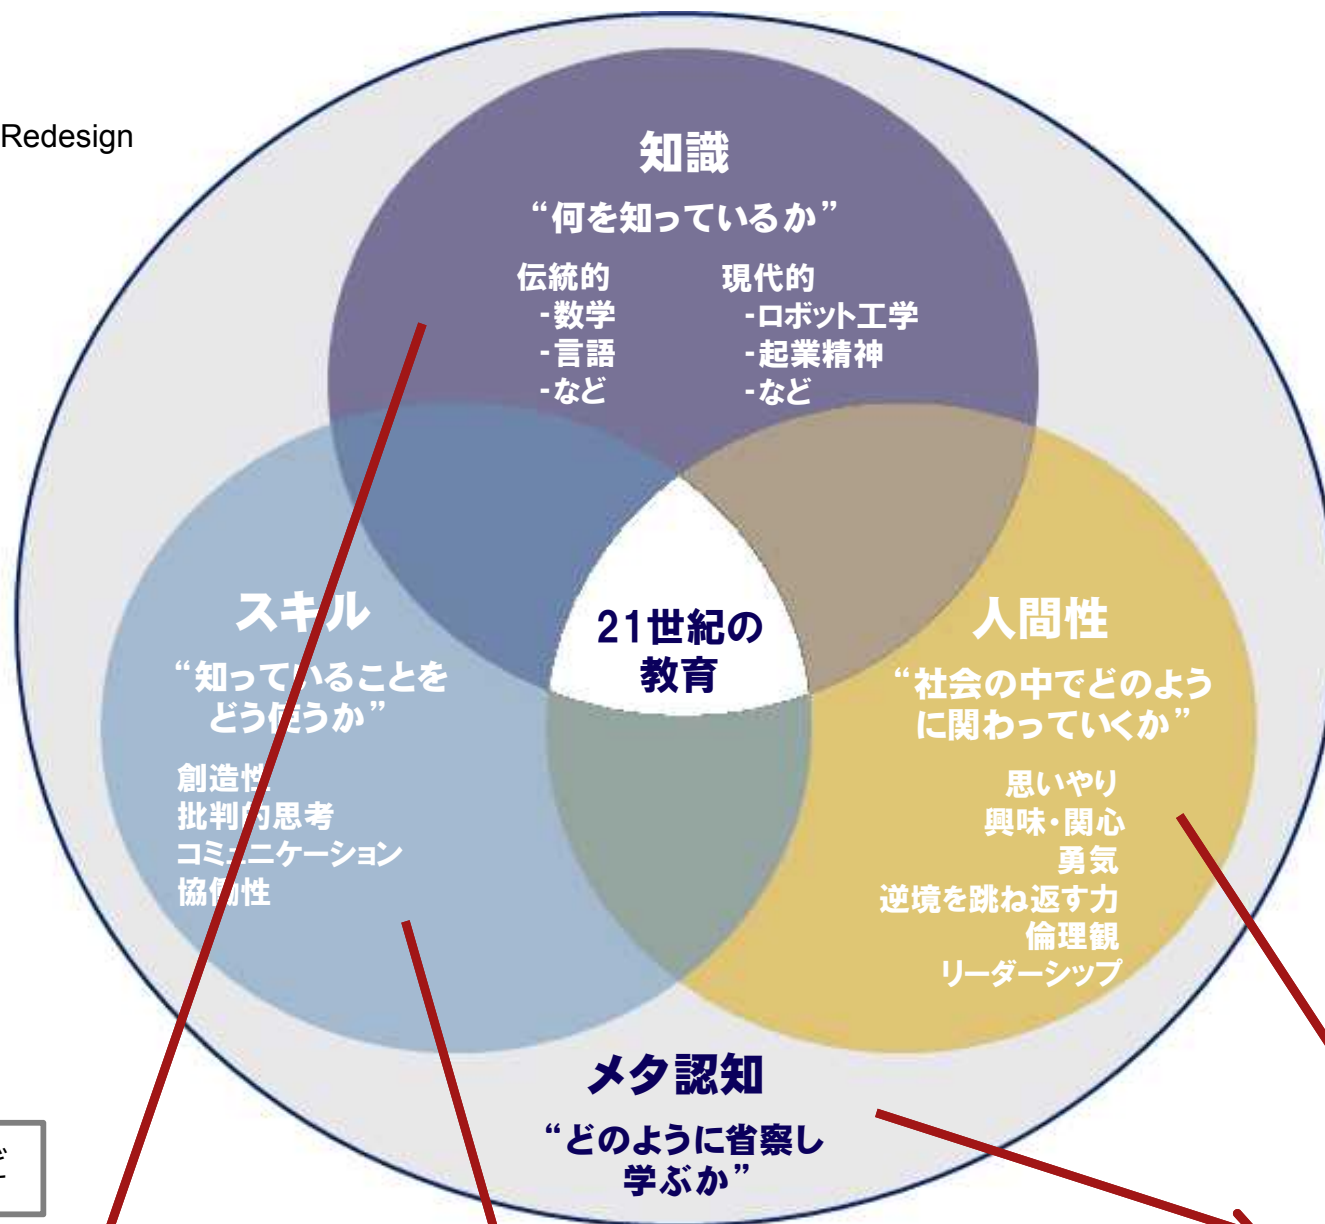 Redesign
知識
“何を知っているか”
伝統的
-数学
-言語
-など
現代的
-ロボット工学
-起業精神
-など
スキル
“知っていることを
どう使うか”
創造性
批判的思考
コミュニケーション
協働性
21世紀の
教育
人間性
“社会の中でどのよう
に関わっていくか”
思いやり
興味・関心
勇気
逆境を跳ね返す力
倫理観
リーダーシップ
メタ認知
“どのように省察し
学ぶか”